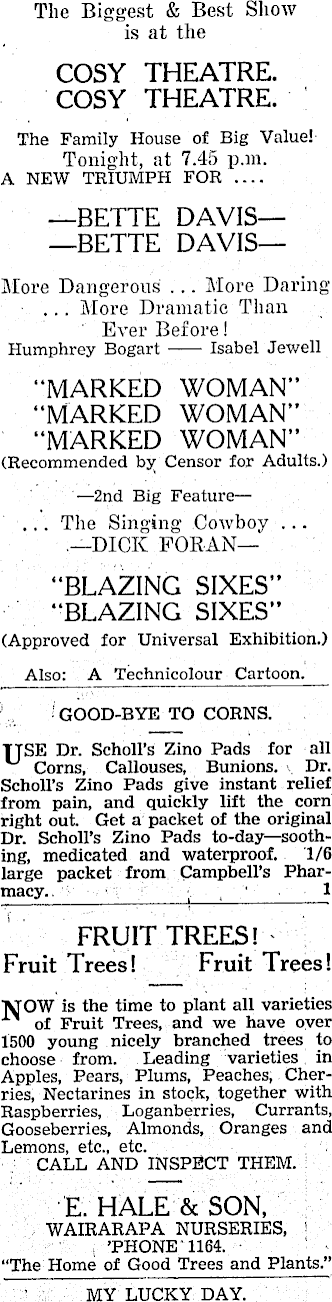 The Biggest & Best Show
is at the
COSY THEATRE.
COSY THEATRE.
The Family House of Big Value!
Tonight, at 7.45 p.m.
A NEW TRIUMPH FOR ....
—BETTE DAVIS—
—BETTE DAVIS—
More Dangerous ... More Daring
... More Dramatic Than
Ever Before!
Humphrey Bogart —— Isabel Jewell
"MARKED WOMAN"
"MARKED WOMAN"
"MARKED WOMAN"
(Recommended by Censor for Adults.)
—2nd Big Feature—
... The Singing Cowboy ...
—DICK FORAN—
"BLAZING SIXES"
"BLAZING SIXES"
(Approved for Universal Exhibition.)
Also: A Technicolour Cartoon.
GOOD-BYE TO CORNS.
USE Dr. Scholl's Zino Pads for all
Corns, Callouses, Bunions. Dr.
Scholl's Zino Pads give instant relief
from pain, and quickly lift the corn
right out. Get a packet of the original
Dr. Scholl's Zino Pads to-day—sooth-
ing, medicated and waterproof. 1/6
large packet from Campbell's Phar-
macy. 1
FRUIT TREES!
Fruit Trees! Fruit Trees!
NOW is the time to plant all varieties
of Fruit Trees, and we have over
1500 young nicely branched trees to
choose from. Leading varieties in
Apples, Pears, Plums, Peaches, Cher-
ries, Nectarines in stock, together with
Raspberries, Loganberries, Currants,
Gooseberries, Almonds, Oranges and
Lemons, etc., etc.
CALL AND INSPECT THEM.
E. HALE & SON,
WAIRARAPA NURSERIES,
'PHONE 1164.
"The Home of Good Trees and Plants."
MY LUCKY DAY.